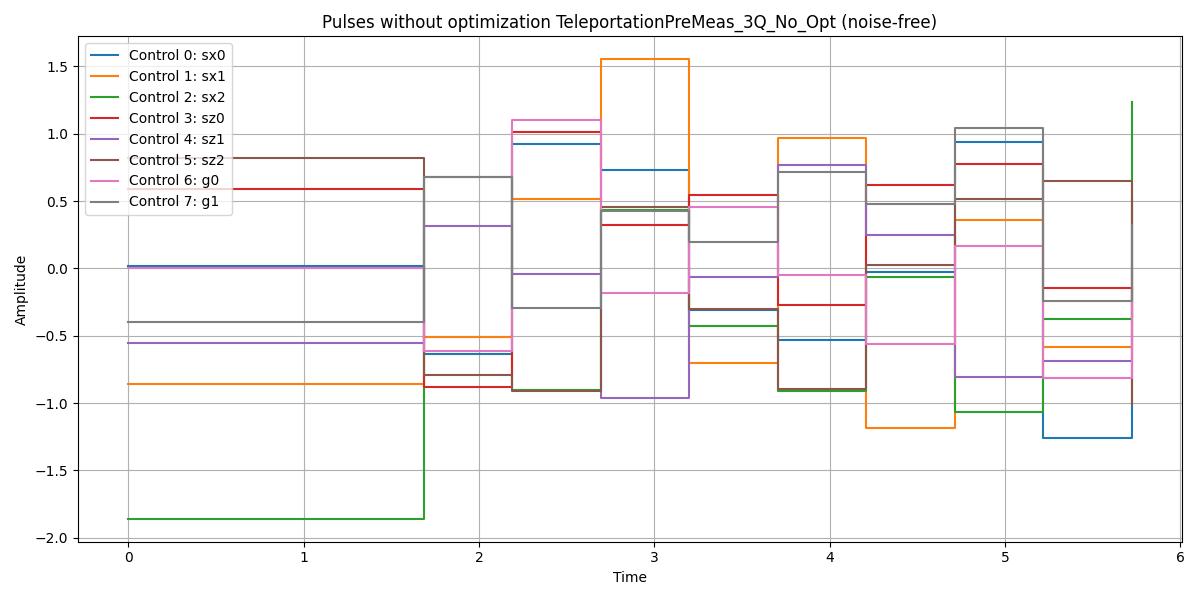 Pulses without optimization TeleportationPreMeas_3Q_No_Opt (noise-free)
Control 0: sx0
Control 1: sx1
Control 2: sx2
Control 3: sz0
Control 4: sz1
Control 5: sz2
Control 6: g0
Control 7: g1
1.5
1.0
0.5
0.0
−0.5
−1.0
−1.5
−2.0
Amplitude
0 1 2 3 4 5 6
Time